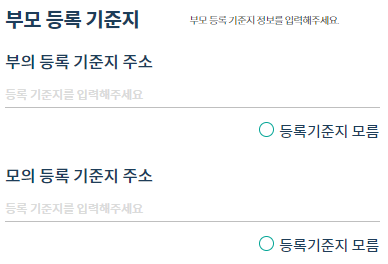 부모 등록 기준지 부모 등록 기준지 정보를 입력해주세요.
부의 등록 기준지 주소
등록 기준지를 입력해주세요
등록기준지 모름
모의 등록 기준지 주소
등록 기준지를 입력해주세요
등록기준지 모름